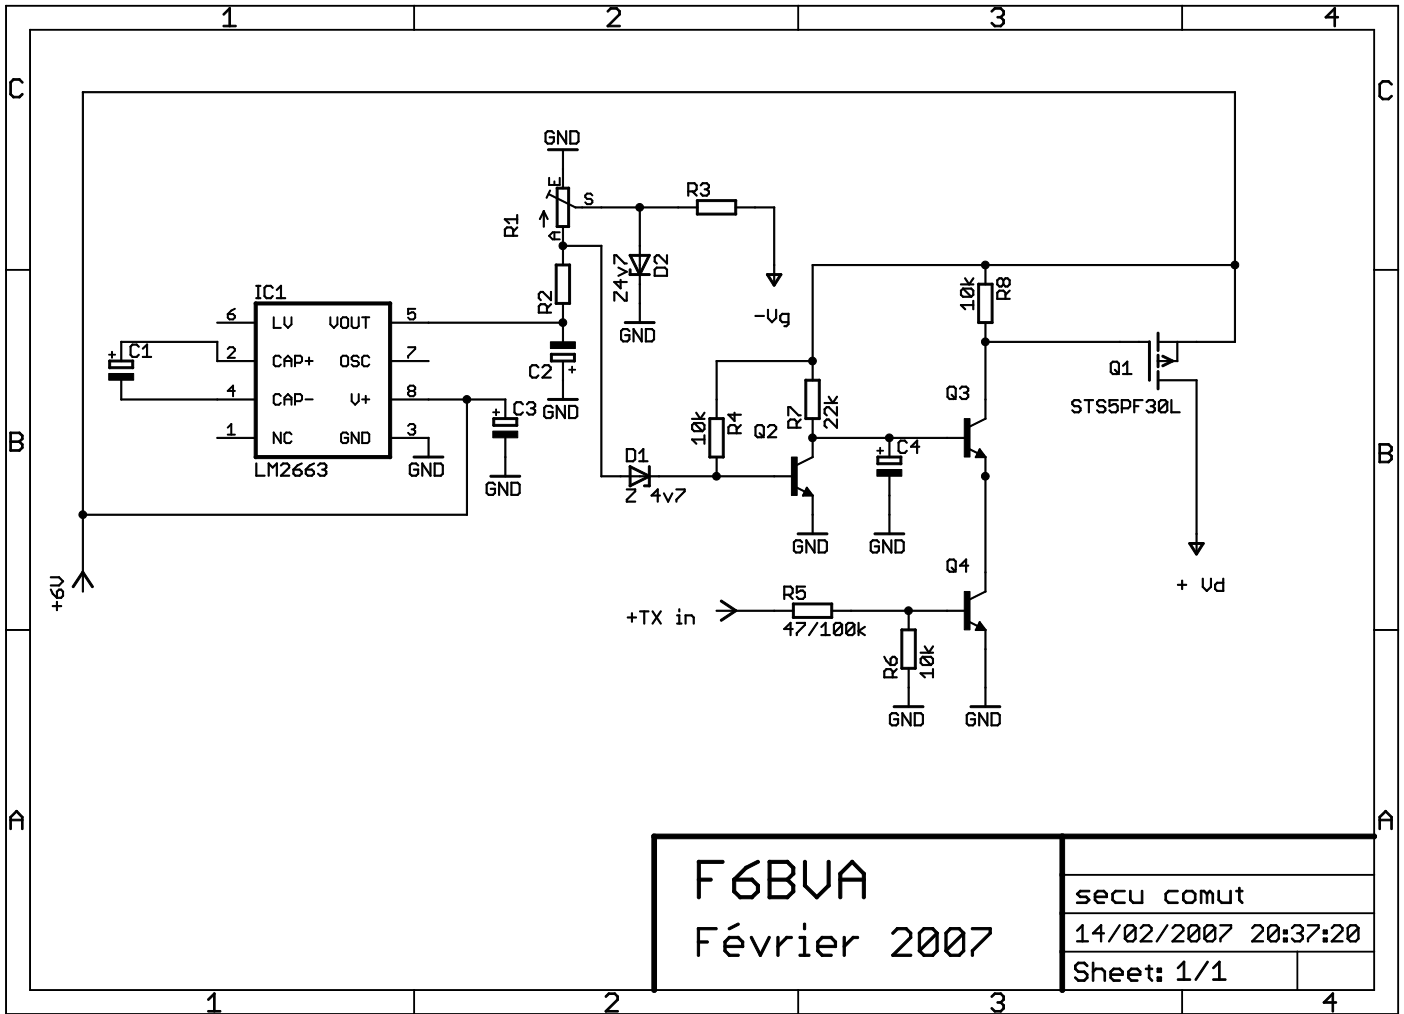 1 2 3 4
C C
GND
E
S
R3
R1
A
Z4v7
D2
R2
GND
-Vg
10k
R8
IC1
6 LV VOUT 5
2 CAP+ OSC 7
4 CAP- V+ 8
1 NC GND 3
LM2663
GND
+ C1
C2 +
GND
+ C3
GND
Q1
STS5PF30L
Q3
10k
R4
Q2
R7
22k
+ C4
B B
D1
Z 4v7
GND
GND
Q4
+6V
+ Vd
+TX in
R5
47/100k
R6
10k
GND
GND
A A
F6BVA
Février 2007
secu comut
14/02/2007 20:37:20
Sheet: 1/1
1 2 3 4